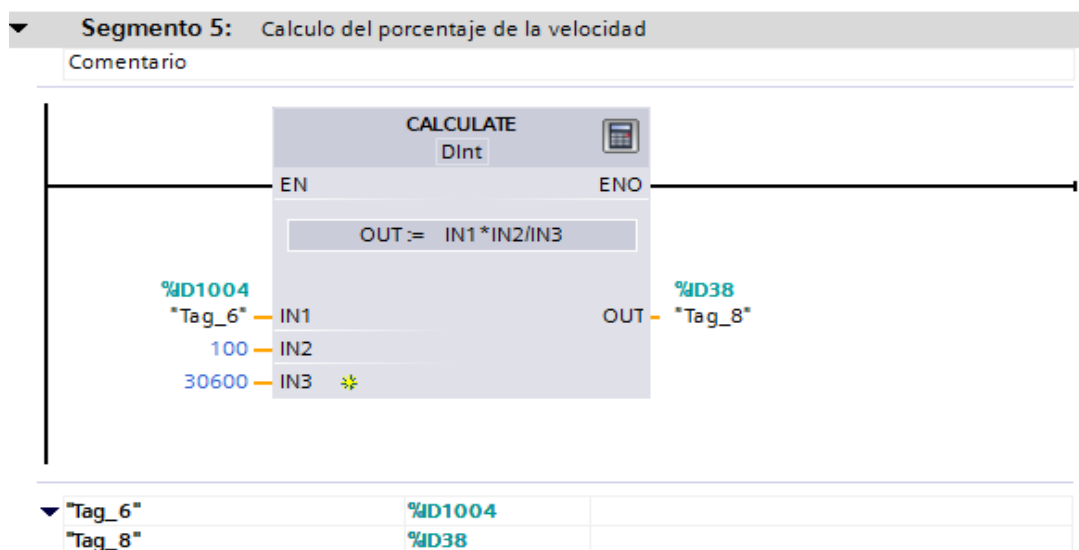 Segmento 5: Calculo del porcentaje de la velocidad
Comentario
CALCULATE
DInt
EN ENO
OUT := IN1*IN2/IN3
%ID1004
"Tag_6" IN1
100 IN2
30600 IN3
%ID38
OUT "Tag_8"
"Tag_6" %ID1004
"Tag_8" %ID38